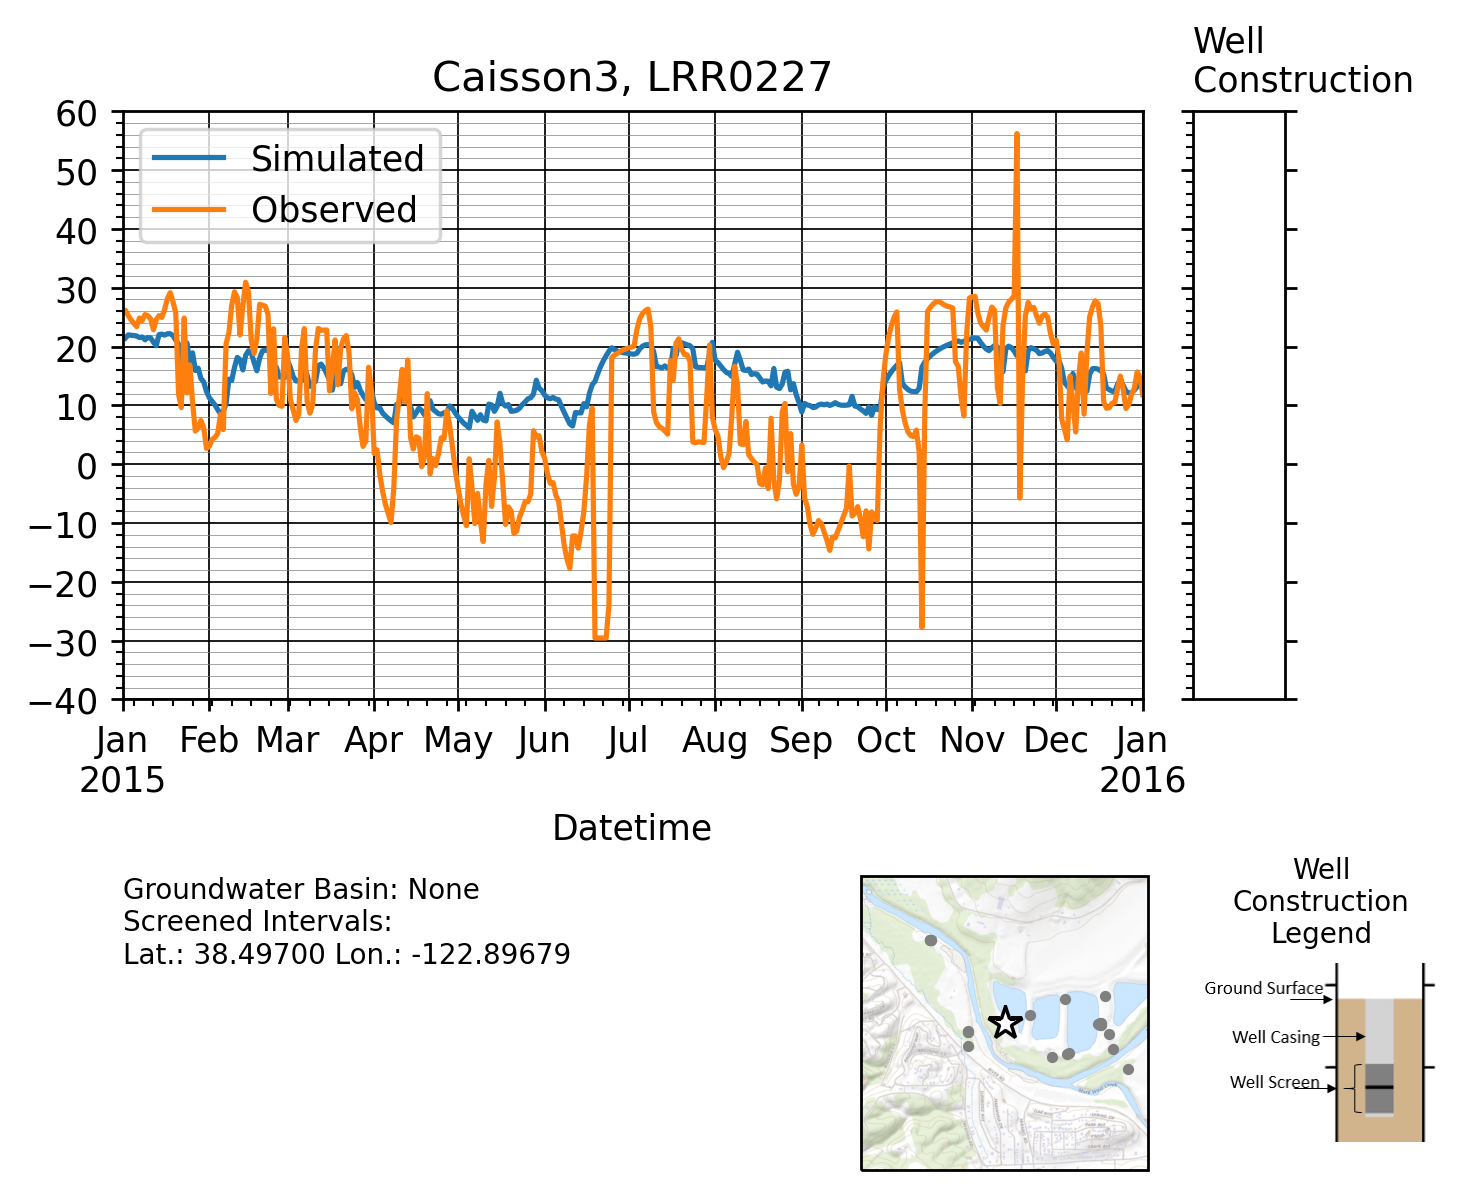 Well
Construction
Caisson3, LRR0227
Simulated
Observed
60
50
40
30
20
10
0
−10
−20
−30
−40
Jan Feb Mar Apr May Jun Jul Aug Sep Oct Nov Dec Jan
2015 2016
Datetime
Groundwater Basin: None
Screened Intervals:
Lat.: 38.49700 Lon.: -122.89679
Well
Construction
Legend
Ground Surface
Well Casing
Well Screen